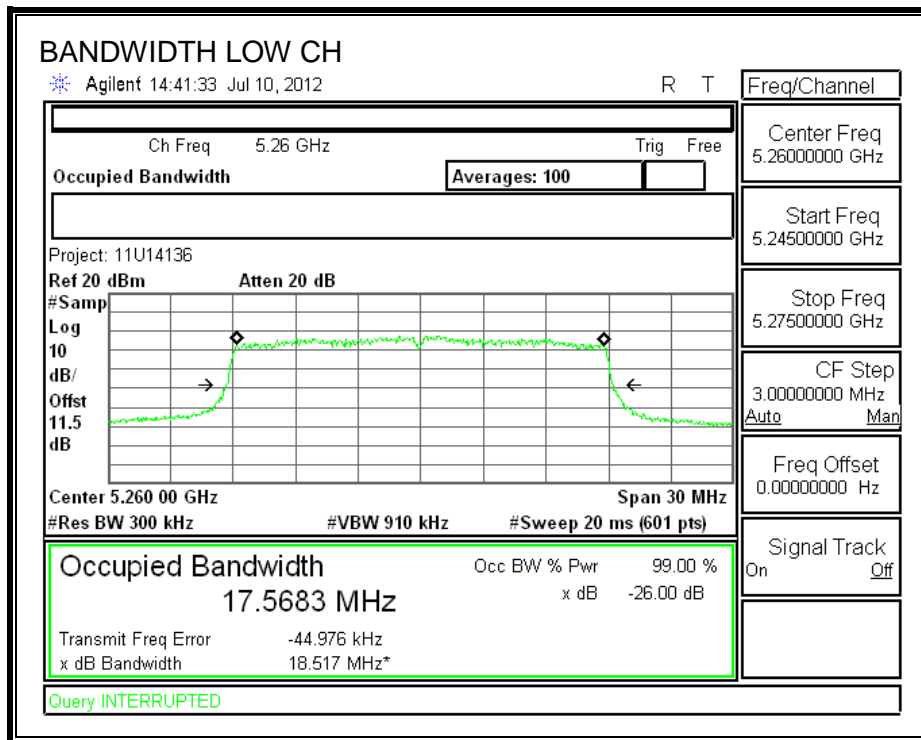 BANDWIDTH LOW CH
Agilent 14:41:33 Jul 10, 2012 R T
Freq/Channel
Ch Freq 5.26 GHz Trig Free
Occupied Bandwidth Averages: 100
Project: 11U14136
Ref 20 dBm Atten 20 dB
#Samp
Log
10
dB/
Offst
11.5
dB
Center 5.260 00 GHz Span 30 MHz
#Res BW 300 kHz #VBW 910 kHz #Sweep 20 ms (601 pts)
Occupied Bandwidth Occ BW % Pwr 99.00 %
17.5683 MHz x dB -26.00 dB
Transmit Freq Error -44.976 kHz
x dB Bandwidth 18.517 MHz*
Query INTERRUPTED
Center Freq
5.26000000 GHz
Start Freq
5.24500000 GHz
Stop Freq
5.27500000 GHz
CF Step
3.00000000 MHz
Auto Man
Freq Offset
0.00000000 Hz
Signal Track
On Off